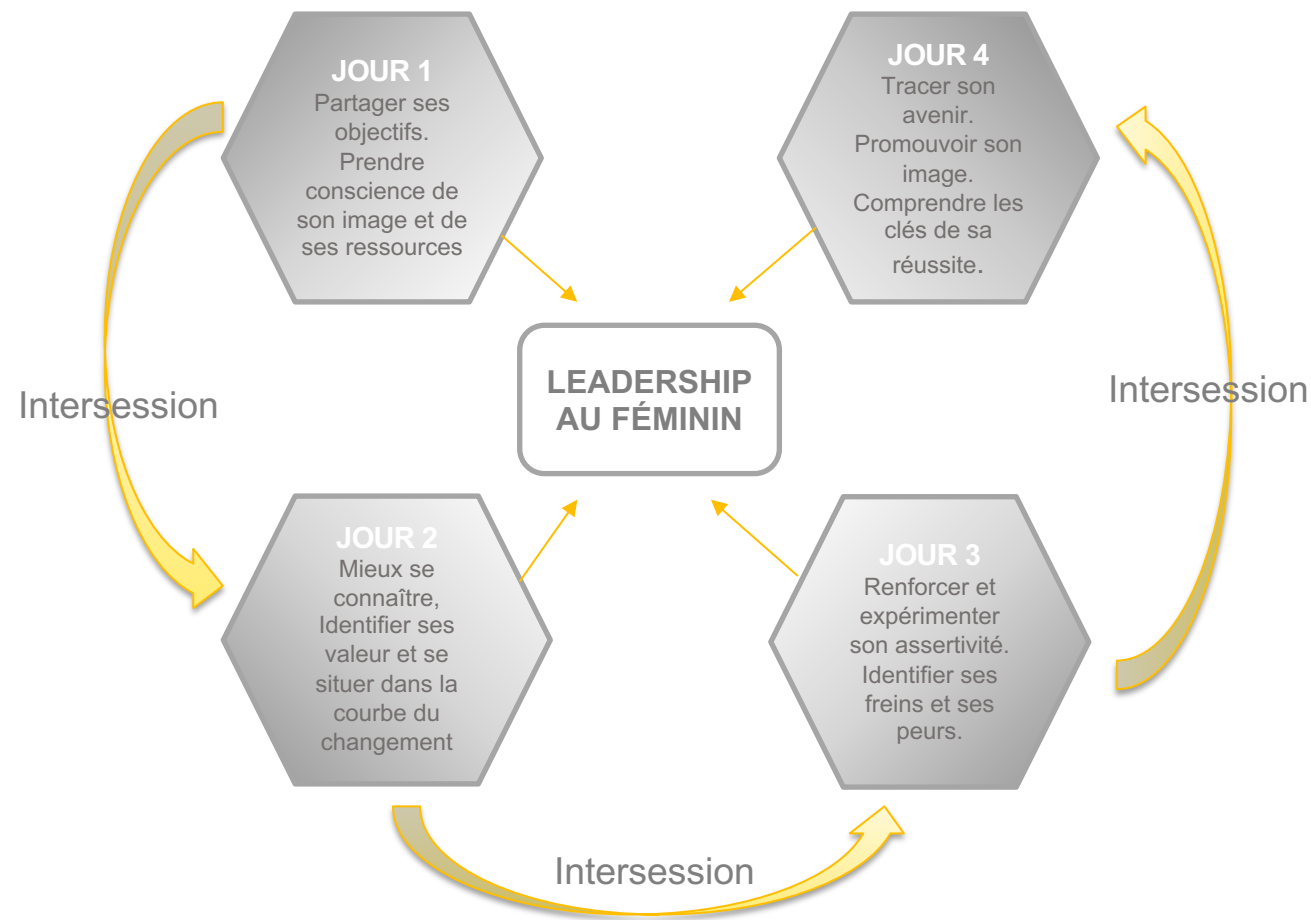 JOUR 1
Partager ses
objectifs.
Prendre
conscience de
son image et de
ses ressources
JOUR 4
Tracer son
avenir.
Promouvoir son
image.
Comprendre les
clés de sa
réussite.
Intersession
LEADERSHIP
AU FÉMININ
Intersession
JOUR 2
Mieux se
connaître,
Identifier ses
valeur et se
situer dans la
courbe du
changement
JOUR 3
Renforcer et
expérimenter
son assertivité.
Identifier ses
freins et ses
peurs.
Intersession